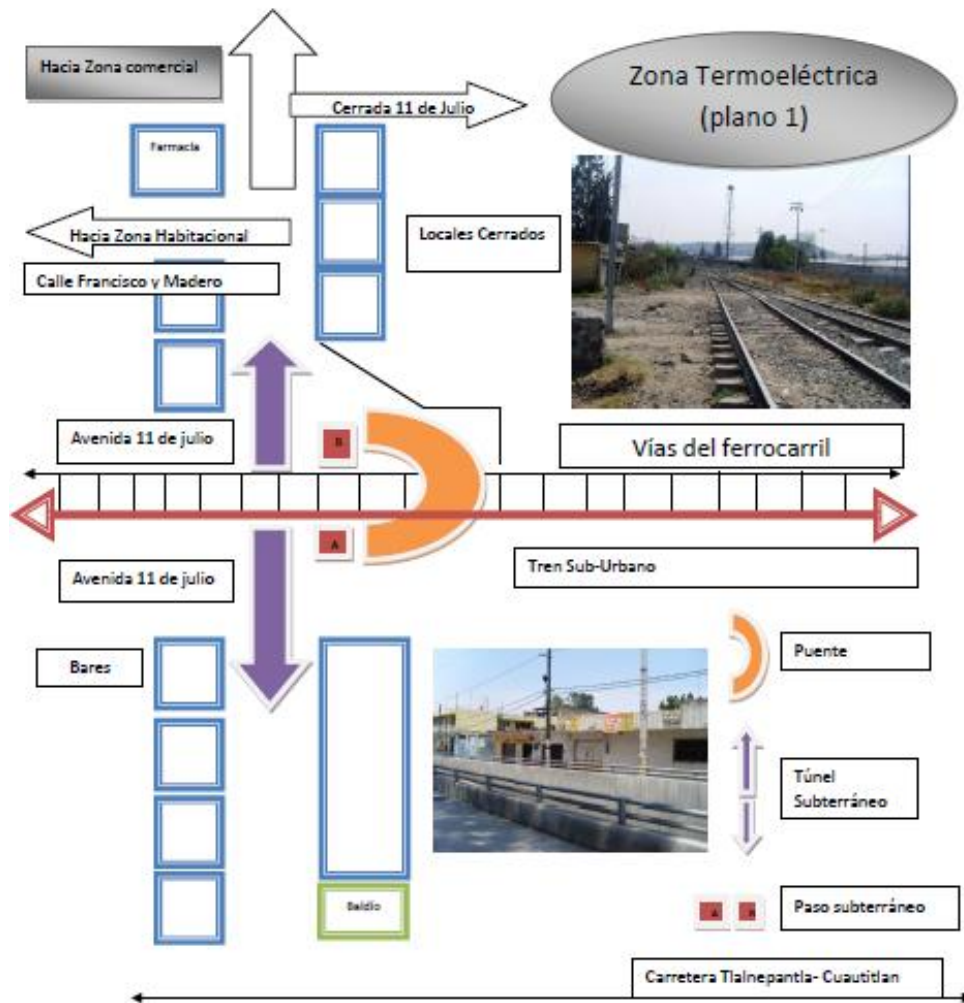 Hacia Zona comercial
Zona Termoeléctrica
(plano 1)
Cerrada 11 de Julio
Farmacia
Hacia Zona Habitacional
Locales Cerrados
Calle Francisco y Madero
Avenida 11 de julio
B
Vías del ferrocarril
A
Avenida 11 de julio
Tren Sub-Urbano
Bares
Puente
Túnel
Subterráneo
Baldío
A
Paso subterráneo
Carretera Tlalnepantla- Cuautitlan